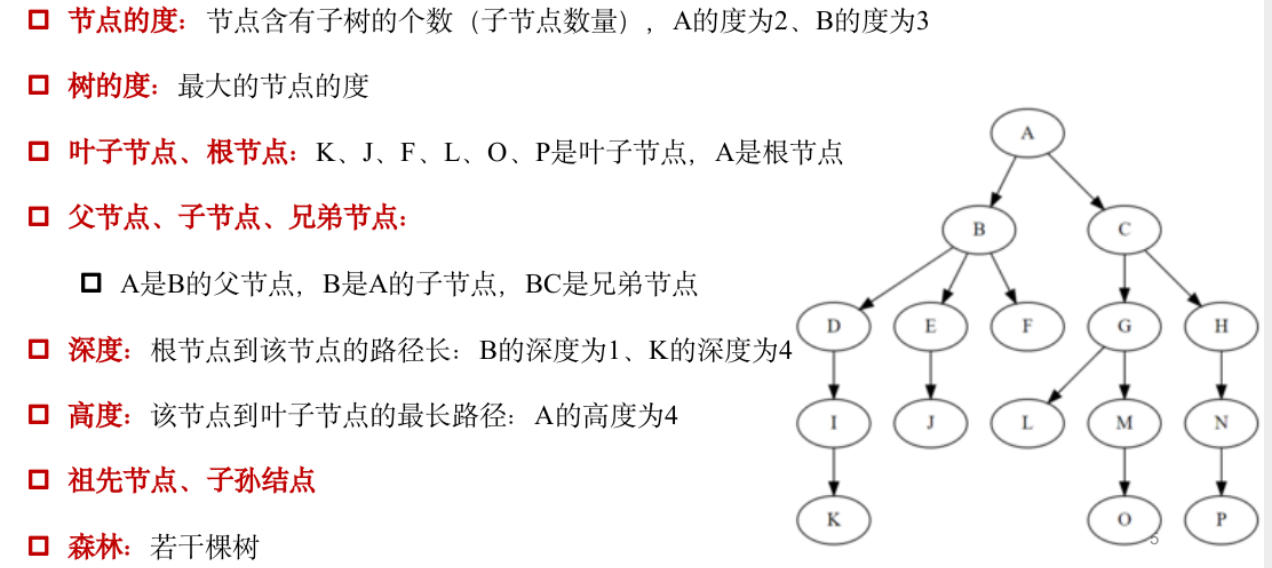 节点的度：节点含有子树的个数（子节点数量），A的度为2、B的度为3
树的度：最大的节点的度
叶子节点、根节点：K、J、F、L、O、P是叶子节点，A是根节点
父节点、子节点、兄弟节点：
A是B的父节点，B是A的子节点，BC是兄弟节点
深度：根节点到该节点的路径长：B的深度为1、K的深度为4
高度：该节点到叶子节点的最长路径：A的高度为4
祖先节点、子孙结点
森林：若干棵树
A
B C
D E F G H
I J L M N
K O P
5